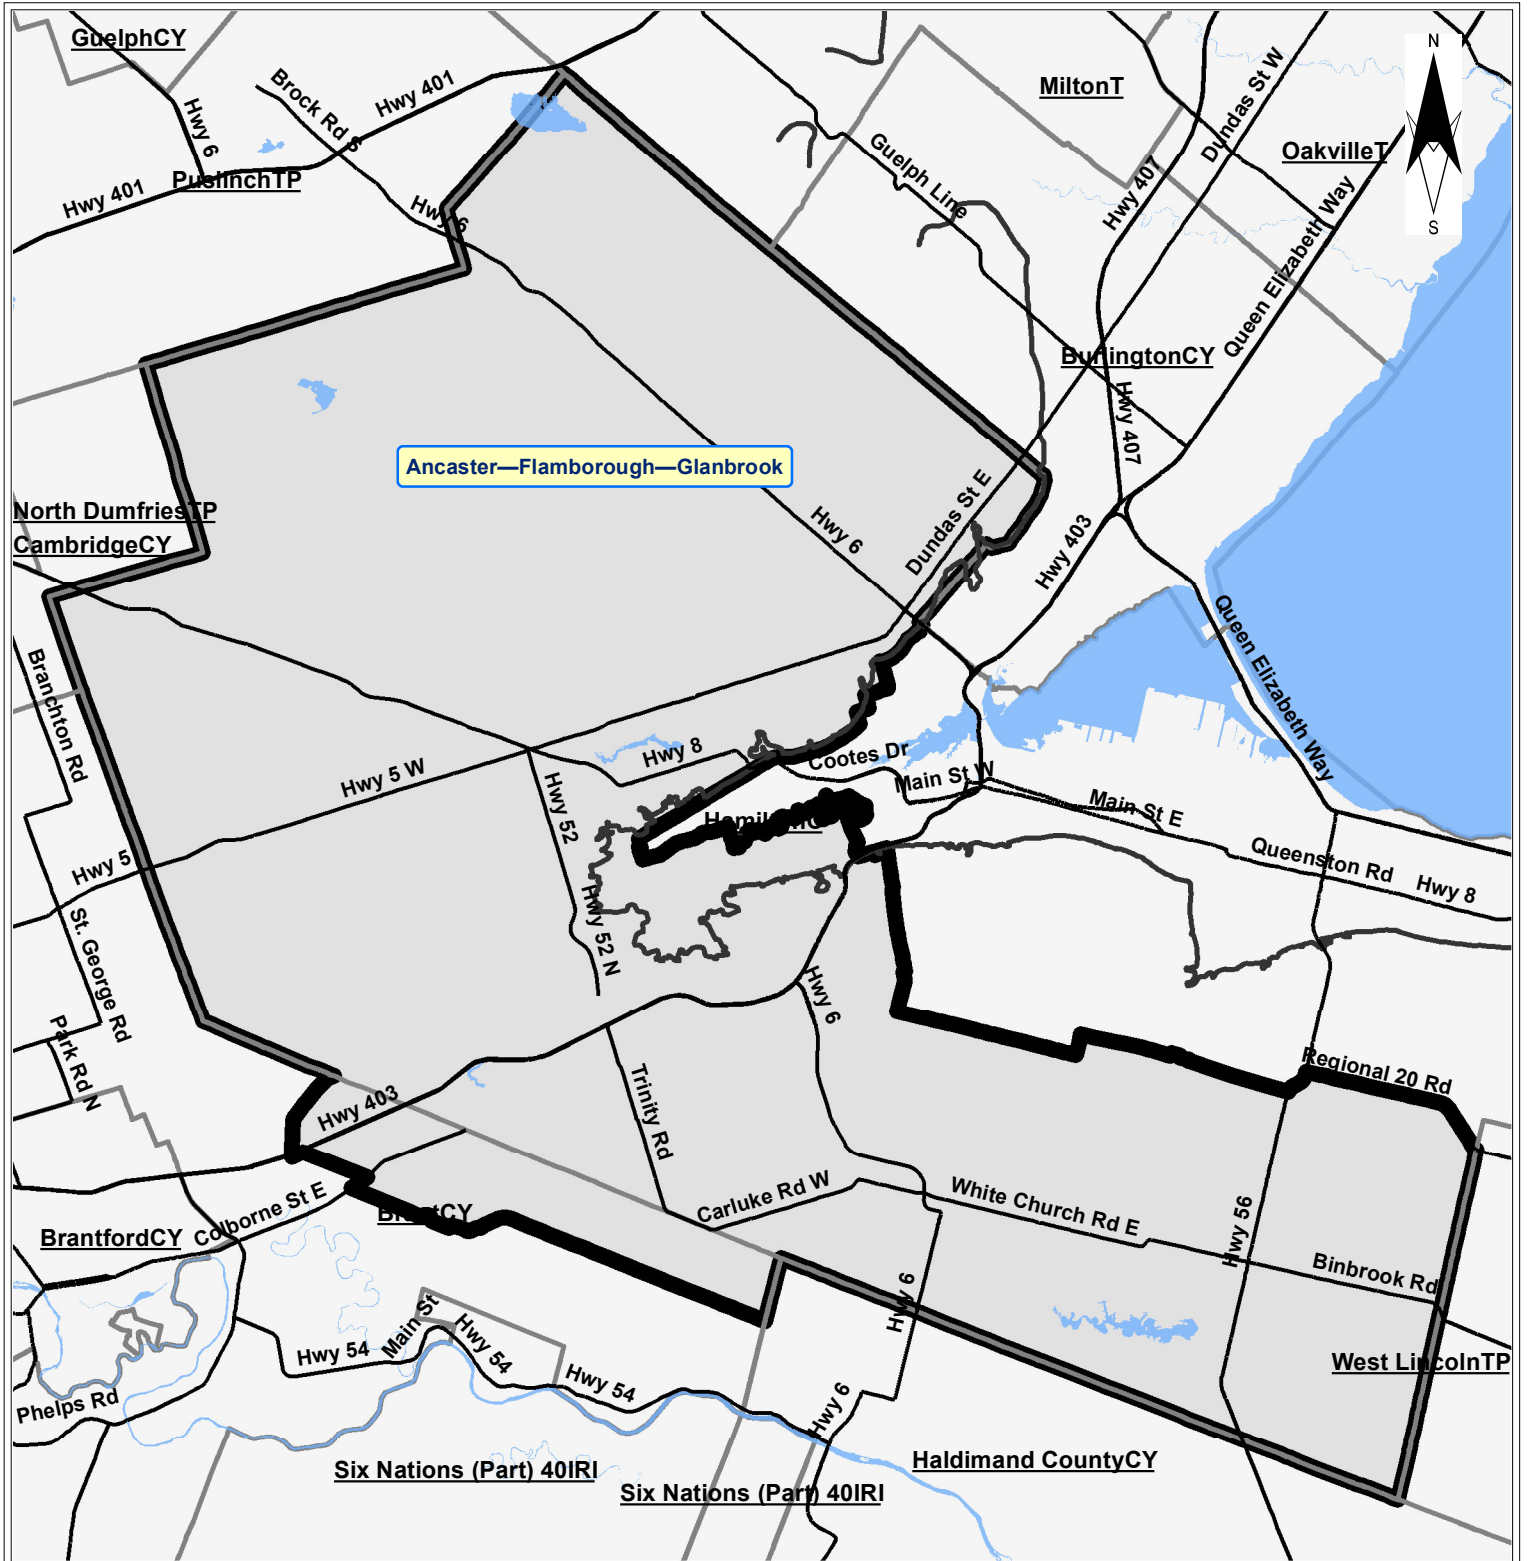 GuelphCY
N
Hwy 401
Brock Rd S
Hwy 6
MiltonT
Dundas St W
OakvilleT
Guelph Line
PuslinchTP
Hwy 401
Hwy 407
Hwy 6
S
Queen Elizabeth Way
BurlingtonCY
Hwy 407
Ancaster—Flamborough—Glanbrook
North DumfriesTP
CambridgeCY
Hwy 6
Dundas St E
Hwy 403
Queen Elizabeth Way
Branchton Rd
Hwy 8
Cootes Dr
Hwy 5 W
Main St W
Hwy 52
Main St E
Queenston Rd
Hwy 8
Hwy 5
Hwy 52 N
St. George Rd
Hwy 6
Park Rd N
Regional 20 Rd
Hwy 403
Trinity Rd
Carluke Rd W
White Church Rd E
Hwy 56
BrantCY
Colborne St E
BrantfordCY
Binbrook Rd
Hwy 6
Main St
Hwy 54
Hwy 54
Hwy 54
West LincolnTP
Phelps Rd
Hwy 6
Haldimand CountyCY
Six Nations (Part) 40IRI
Six Nations (Part) 40IRI